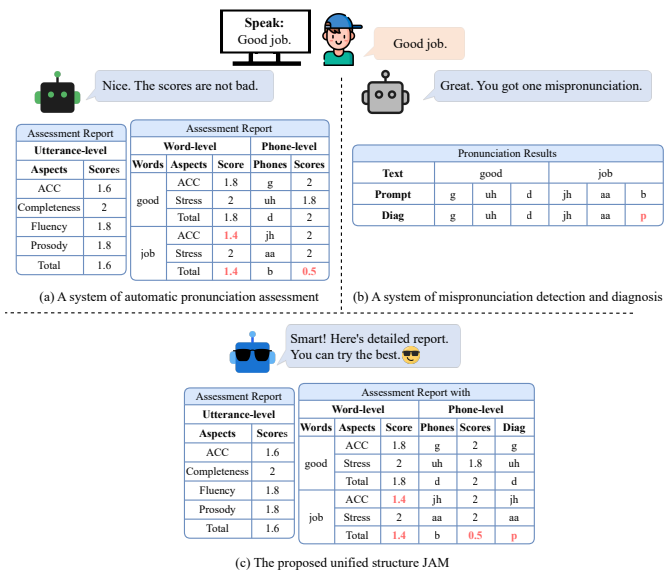 Speak:
Good job.
Good job.
Nice. The scores are not bad.
Great. You got one mispronunciation.
Assessment Report
Utterance-level
Aspects Scores
ACC 1.6
Completeness 2
Fluency 1.8
Prosody 1.8
Total 1.6
Assessment Report
Word-level Phone-level
Words Aspects Score Phones Scores
good ACC 1.8 g 2
Stress 2 uh 1.8
Total 1.8 d 2
job ACC 1.4 jh 2
Stress 2 aa 2
Total 1.4 b 0.5
(a) A system of automatic pronunciation assessment
Pronunciation Results
Text good job
Prompt g uh d jh aa b
Diag g uh d jh aa p
(b) A system of mispronunciation detection and diagnosis
Smart! Here's detailed report.
You can try the best.
Assessment Report
Utterance-level
Aspects Scores
ACC 1.6
Completeness 2
Fluency 1.8
Prosody 1.8
Total 1.6
Assessment Report with
Word-level Phone-level
Words Aspects Score Phones Scores Diag
good ACC 1.8 g 2 g
Stress 2 uh 1.8 uh
Total 1.8 d 2 d
job ACC 1.4 jh 2 jh
Stress 2 aa 2 aa
Total 1.4 b 0.5 p
(c) The proposed unified structure JAM